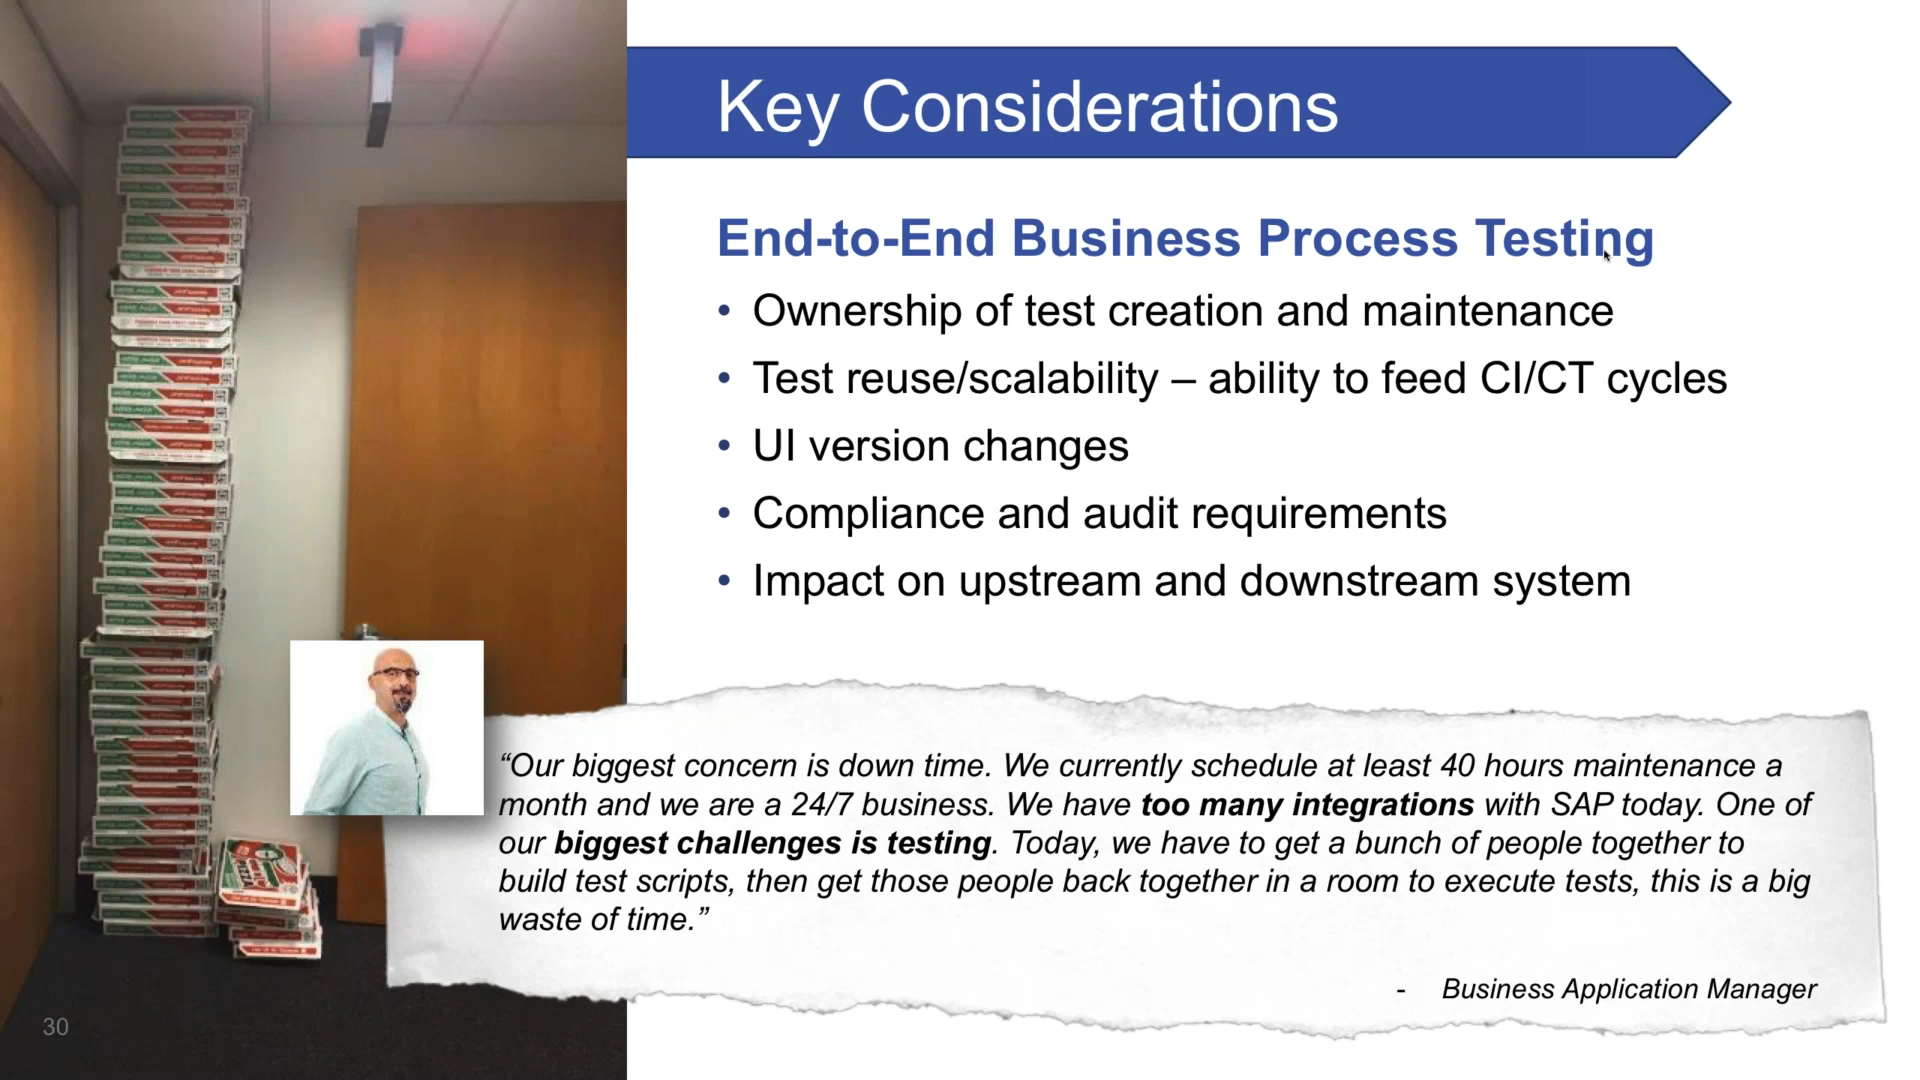 Key Considerations
End-to-End Business Process Testing
• Ownership of test creation and maintenance
• Test reuse/scalability – ability to feed CI/CT cycles
• UI version changes
• Compliance and audit requirements
• Impact on upstream and downstream system
“Our biggest concern is down time. We currently schedule at least 40 hours maintenance a
month and we are a 24/7 business. We have too many integrations with SAP today. One of
our biggest challenges is testing. Today, we have to get a bunch of people together to
build test scripts, then get those people back together in a room to execute tests, this is a big
waste of time.”
- Business Application Manager
30